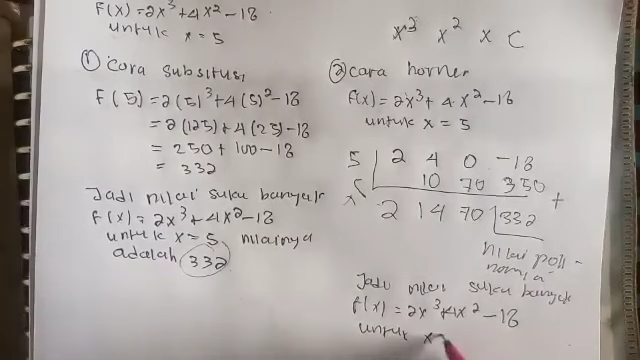 f(x) = 2x³ + 4x² - 18
untuk x = 5
① Cara subsitusi
f(5) = 2(5)³ + 4(5)² - 18
= 2(125) + 4(25) - 18
= 250 + 100 - 18
= 332
Jadi nilai suku banyak
f(x) = 2x³ + 4x² - 18
untuk x = 5, nilainya
adalah 332
x³ x² x C
② Cara horner
f(x) = 2x³ + 4x² - 18
untuk x = 5
5 | 2 4 0 -18
10 70 350 +
2 14 70 | 332
nilai poli-
nomnya
Jadi nilai suku banyak
f(x) = 2x³ + 4x² - 18
untuk x